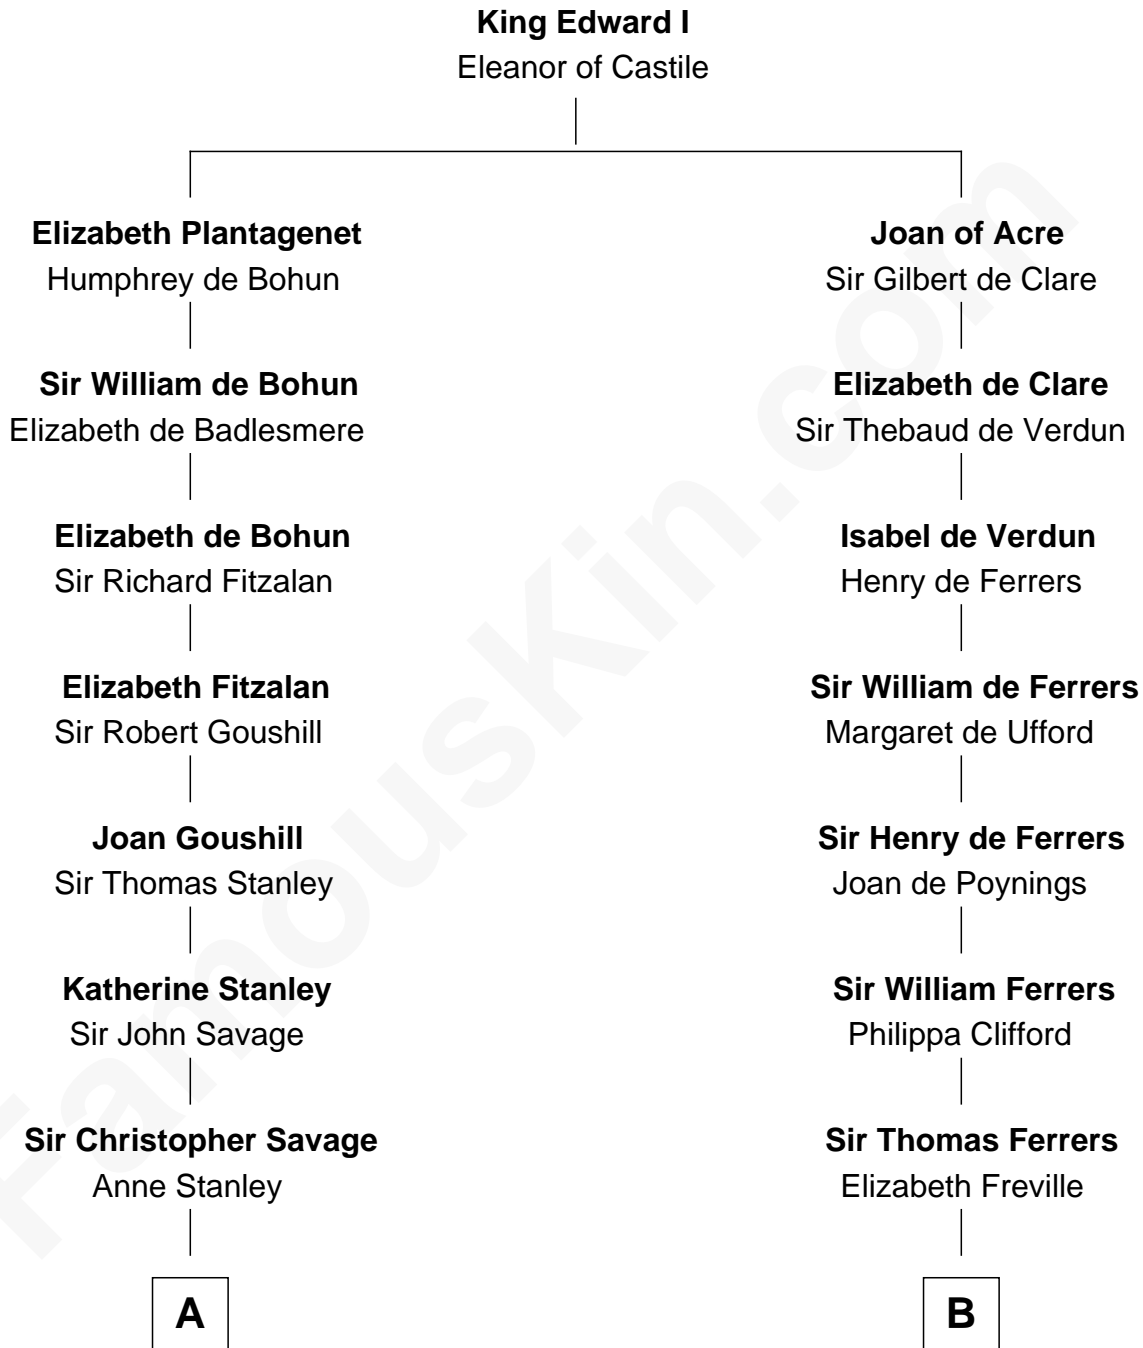 King Edward I
Eleanor of Castile
Elizabeth Plantagenet
Humphrey de Bohun
Sir William de Bohun
Elizabeth de Badlesmere
Elizabeth de Bohun
Sir Richard Fitzalan
Elizabeth Fitzalan
Sir Robert Goushill
Joan Goushill
Sir Thomas Stanley
Katherine Stanley
Sir John Savage
Sir Christopher Savage
Anne Stanley
A
Joan of Acre
Sir Gilbert de Clare
Elizabeth de Clare
Sir Thebaud de Verdun
Isabel de Verdun
Henry de Ferrers
Sir William de Ferrers
Margaret de Ufford
Sir Henry de Ferrers
Joan de Poynings
Sir William Ferrers
Philippa Clifford
Sir Thomas Ferrers
Elizabeth Freville
B
FamousKin.com